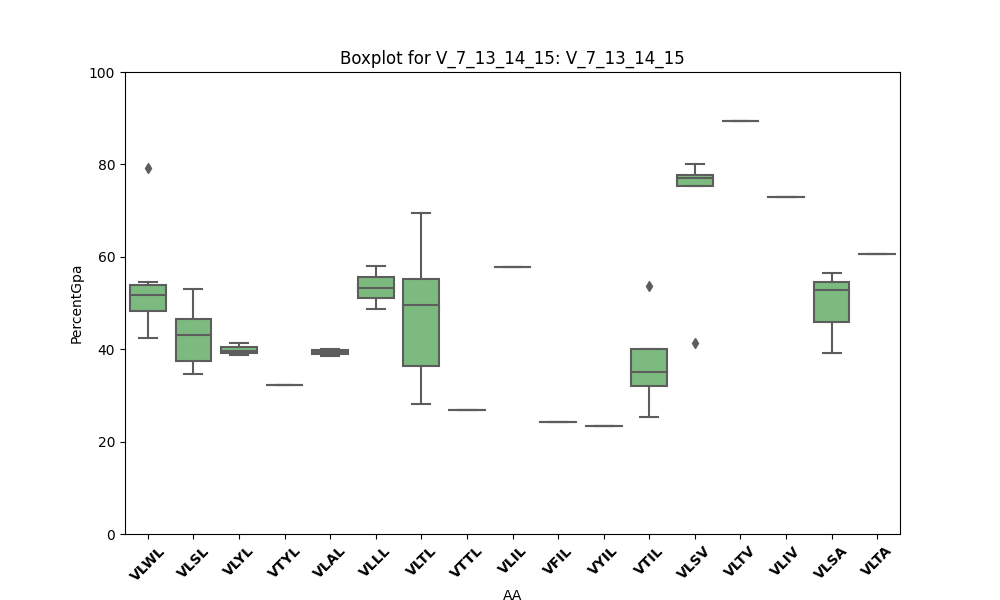 Boxplot for V_7_13_14_15: V_7_13_14_15
100
80
60
40
20
0
PercentGpa
VLWL VLSL VLYL VTYL VLAL VLLL VLTL VTTL VLIL VFIL VYIL VTIL VLSV VLTV VLIV VLSA VLTA
AA